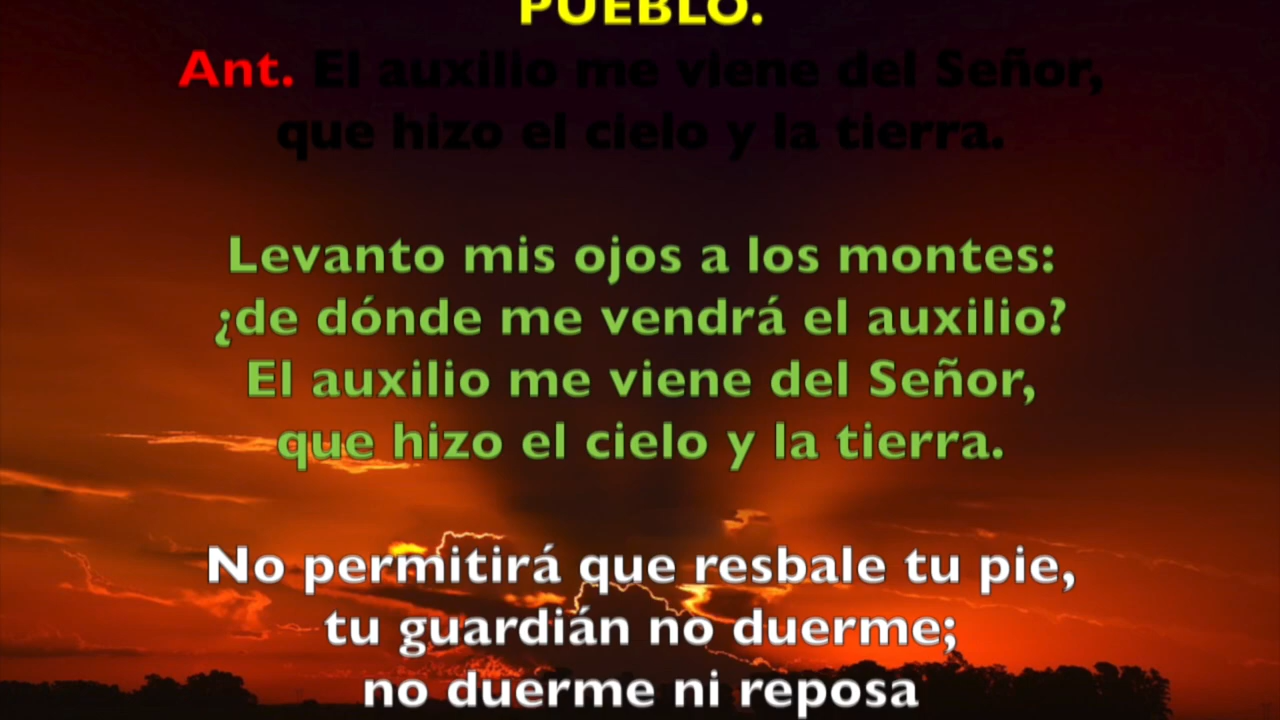 PUEBLO.
Ant. El auxilio me viene del Señor,
que hizo el cielo y la tierra.
Levanto mis ojos a los montes:
¿de dónde me vendrá el auxilio?
El auxilio me viene del Señor,
que hizo el cielo y la tierra.
No permitirá que resbale tu pie,
tu guardián no duerme;
no duerme ni reposa